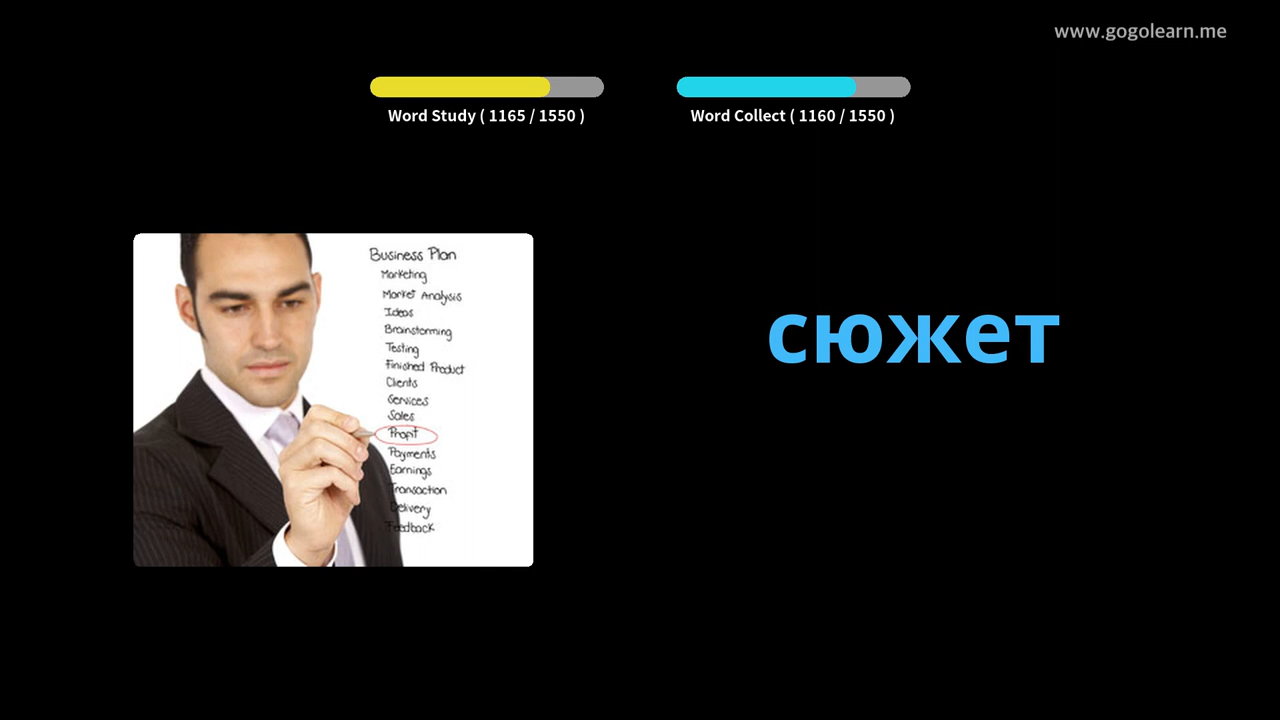 www.gogolearn.me
Word Study ( 1165 / 1550 )
Word Collect ( 1160 / 1550 )
Business Plan
Marketing
Market Analysis
Ideas
Brainstorming
Testing
Finished Product
Clients
Services
Sales
Profit
Payments
Earnings
Transaction
Delivery
Feedback
сюжет